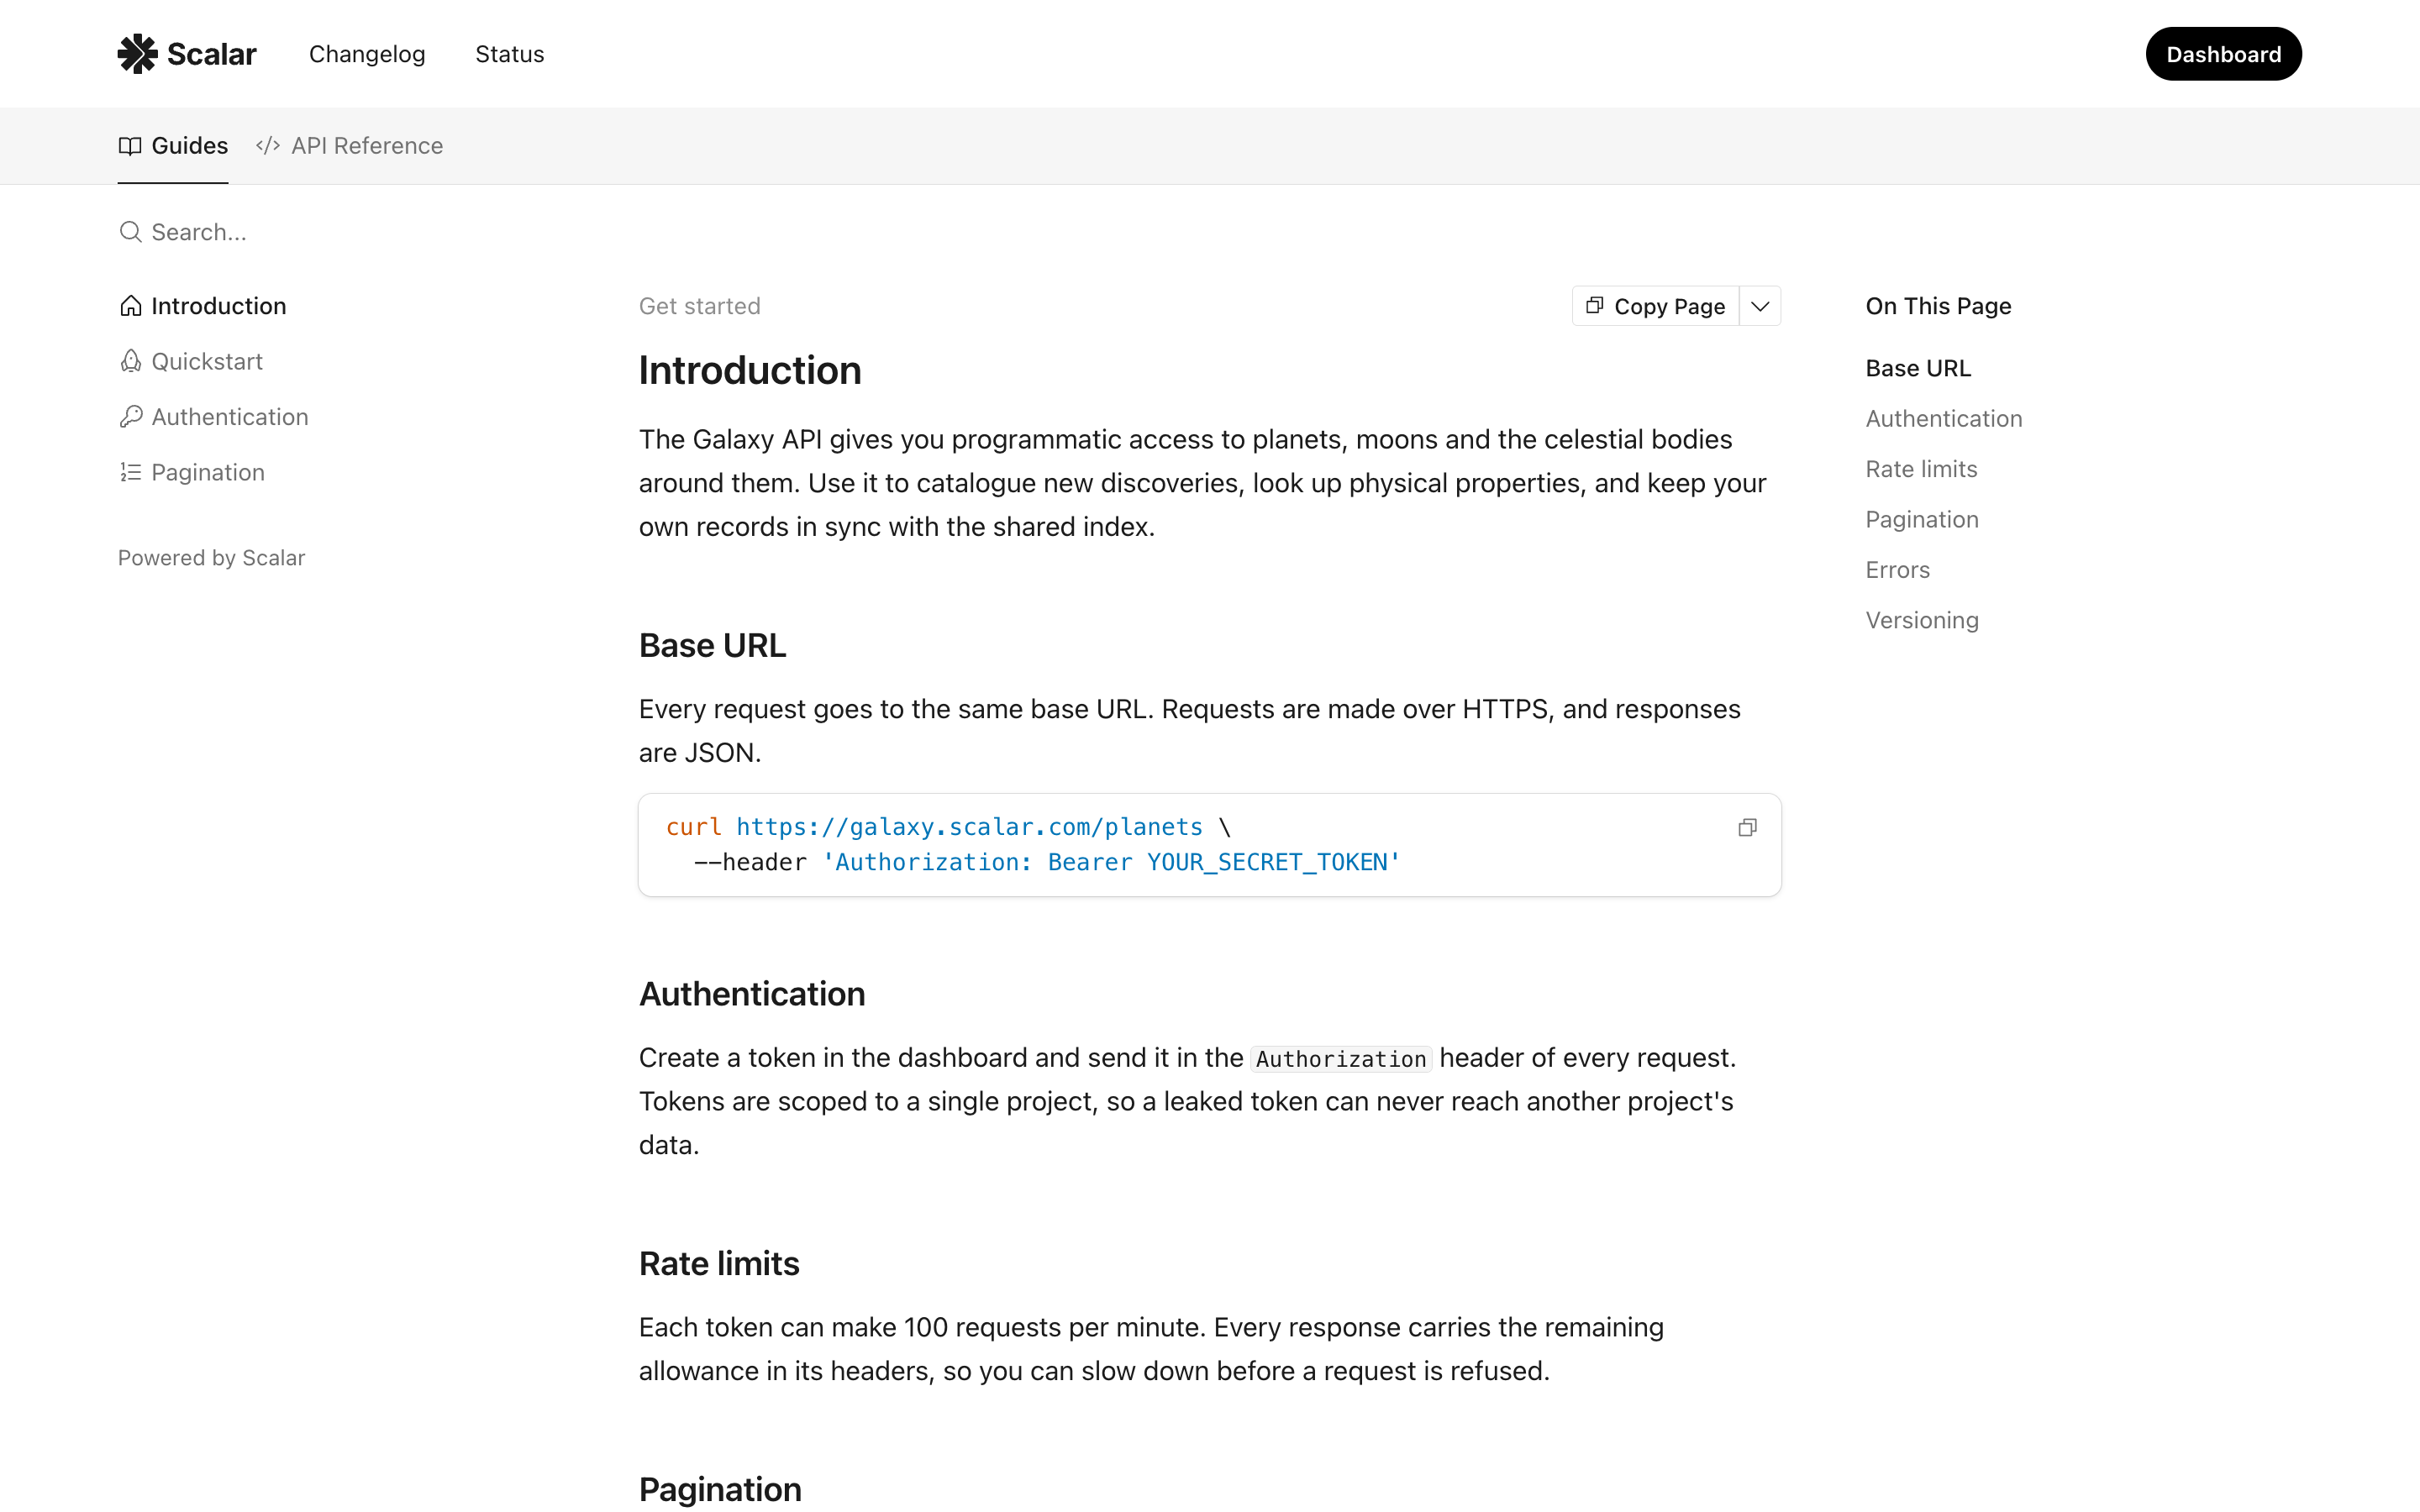 Scalar
Changelog
Status
Dashboard
Guides
</> API Reference
Search...
Introduction
Quickstart
Authentication
Pagination
Powered by Scalar
Get started
Copy Page
Introduction
The Galaxy API gives you programmatic access to planets, moons and the celestial bodies
around them. Use it to catalogue new discoveries, look up physical properties, and keep your
own records in sync with the shared index.
Base URL
Every request goes to the same base URL. Requests are made over HTTPS, and responses
are JSON.
curl https://galaxy.scalar.com/planets \
  --header 'Authorization: Bearer YOUR_SECRET_TOKEN'
Authentication
Create a token in the dashboard and send it in the Authorization header of every request.
Tokens are scoped to a single project, so a leaked token can never reach another project's
data.
Rate limits
Each token can make 100 requests per minute. Every response carries the remaining
allowance in its headers, so you can slow down before a request is refused.
Pagination
On This Page
Base URL
Authentication
Rate limits
Pagination
Errors
Versioning